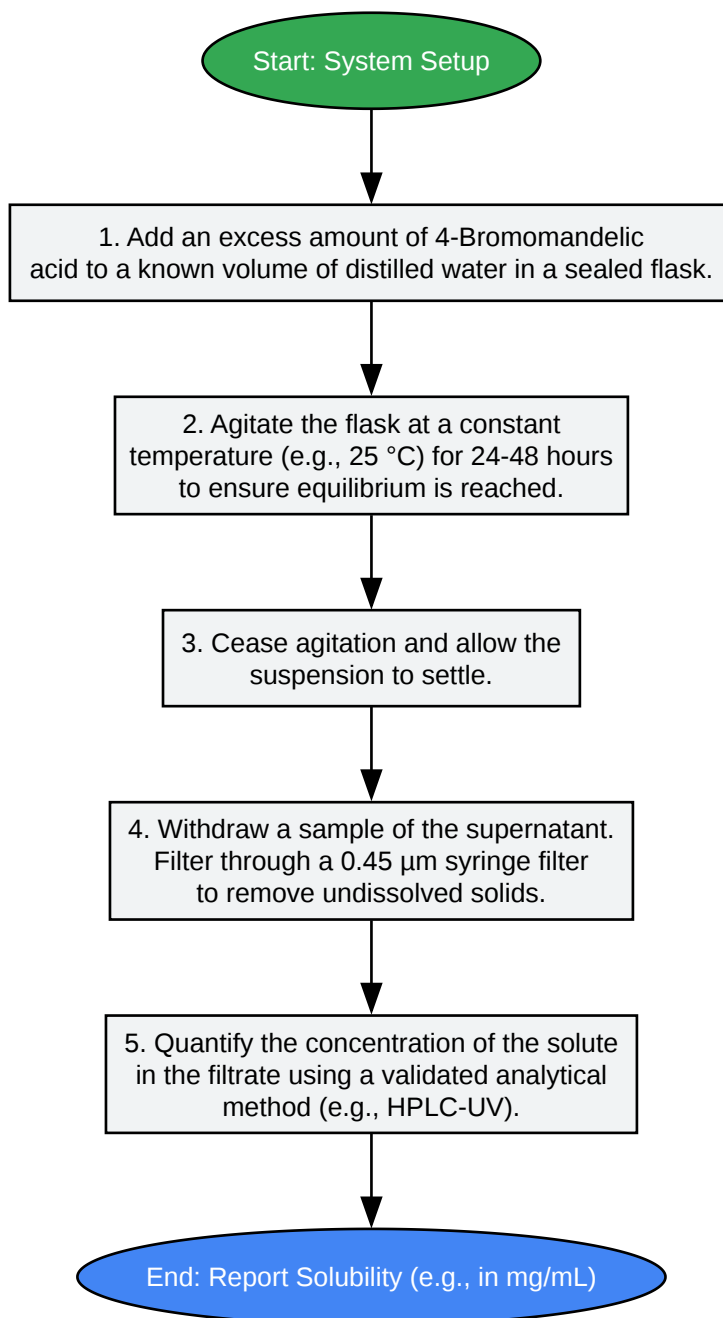 Start: System Setup
1. Add an excess amount of 4-Bromomandelic
acid to a known volume of distilled water in a sealed flask.
2. Agitate the flask at a constant
temperature (e.g., 25 °C) for 24-48 hours
to ensure equilibrium is reached.
3. Cease agitation and allow the
suspension to settle.
4. Withdraw a sample of the supernatant.
Filter through a 0.45 µm syringe filter
to remove undissolved solids.
5. Quantify the concentration of the solute
in the filtrate using a validated analytical
method (e.g., HPLC-UV).
End: Report Solubility (e.g., in mg/mL)